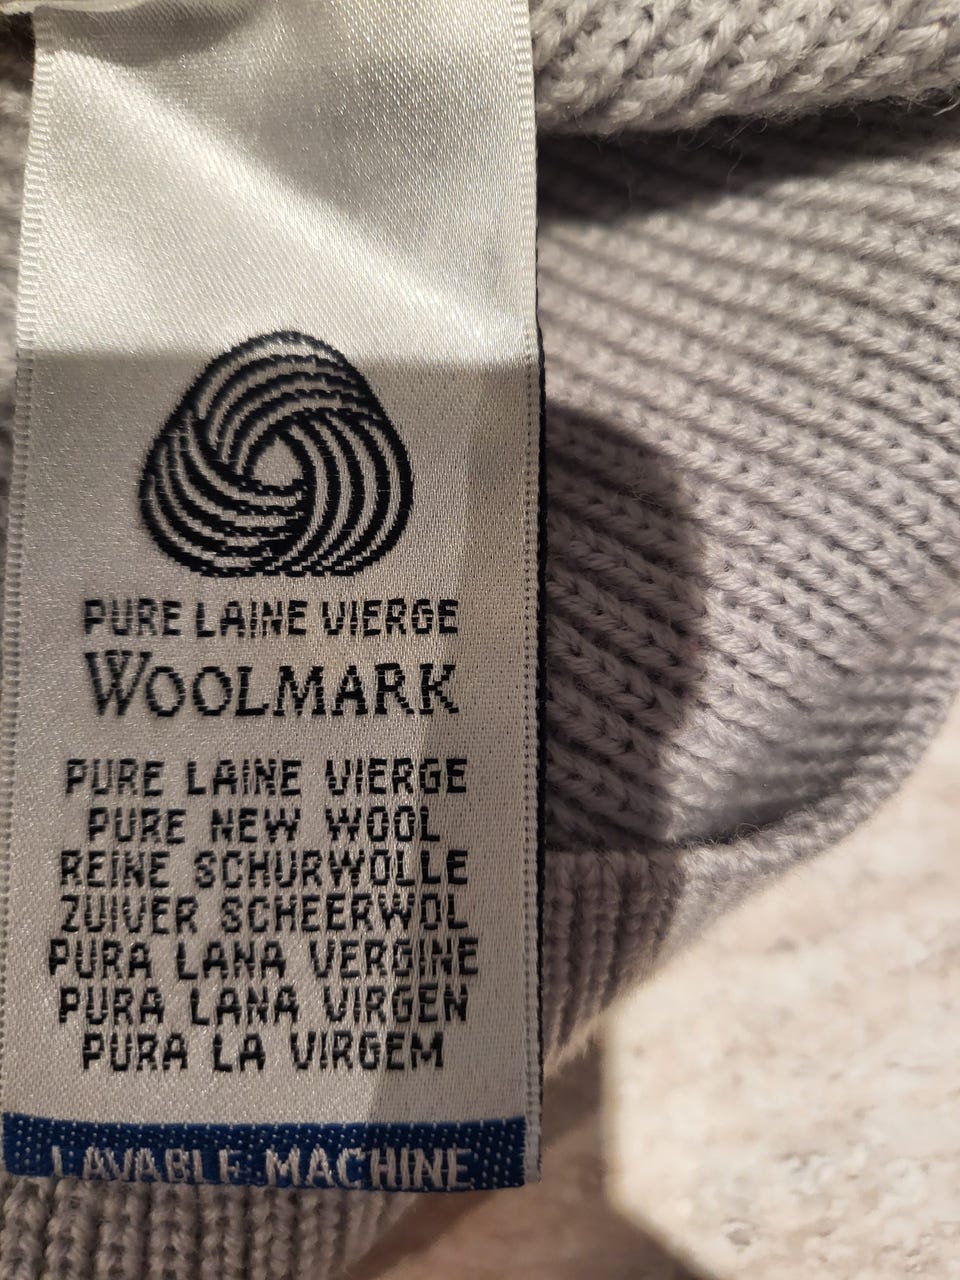 PURE LAINE VIERGE
WOOLMARK
PURE LAINE VIERGE
PURE NEW WOOL
REINE SCHURWOLLE
ZUIVER SCHEERWOL
PURA LANA VERGINE
PURA LANA VIRGEN
PURA LA VIRGEM
LAVABLE MACHINE